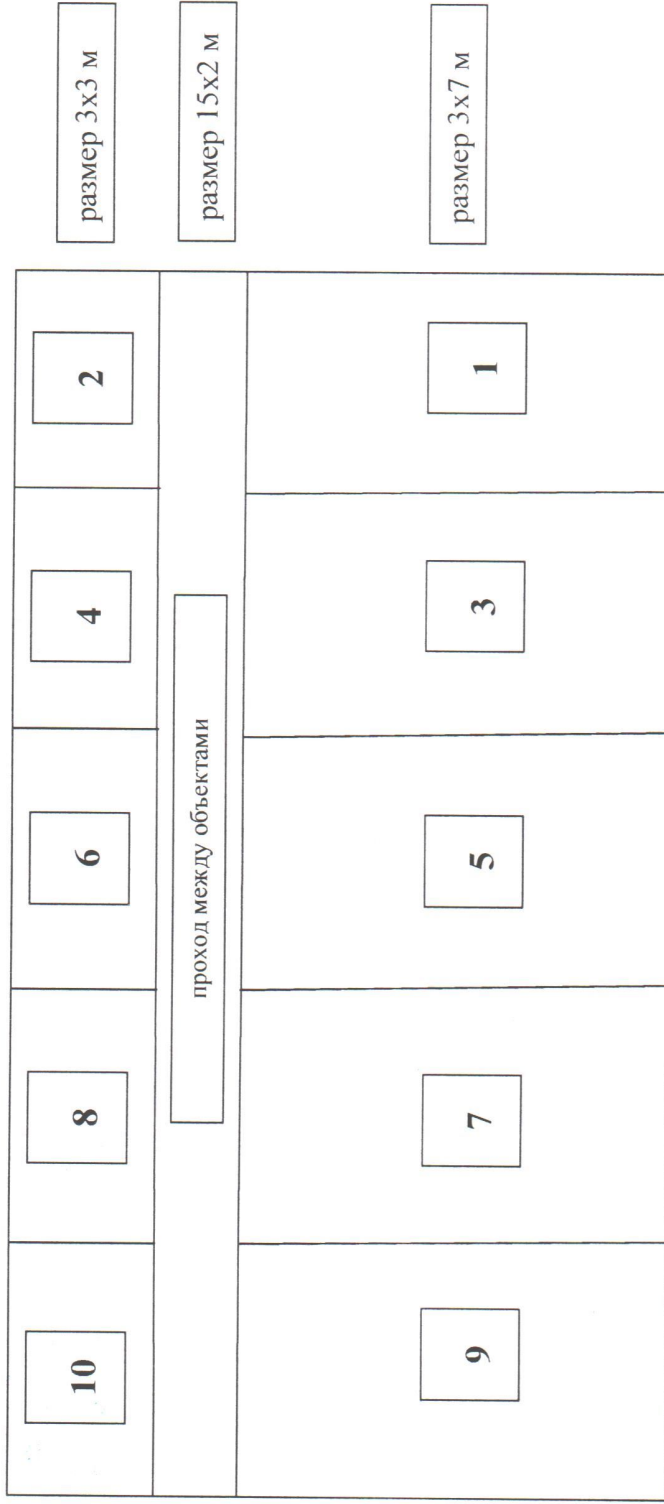 10 8 6 4 2 размер 3х3 м
проход между объектами размер 15х2 м
9 7 5 3 1 размер 3х7 м